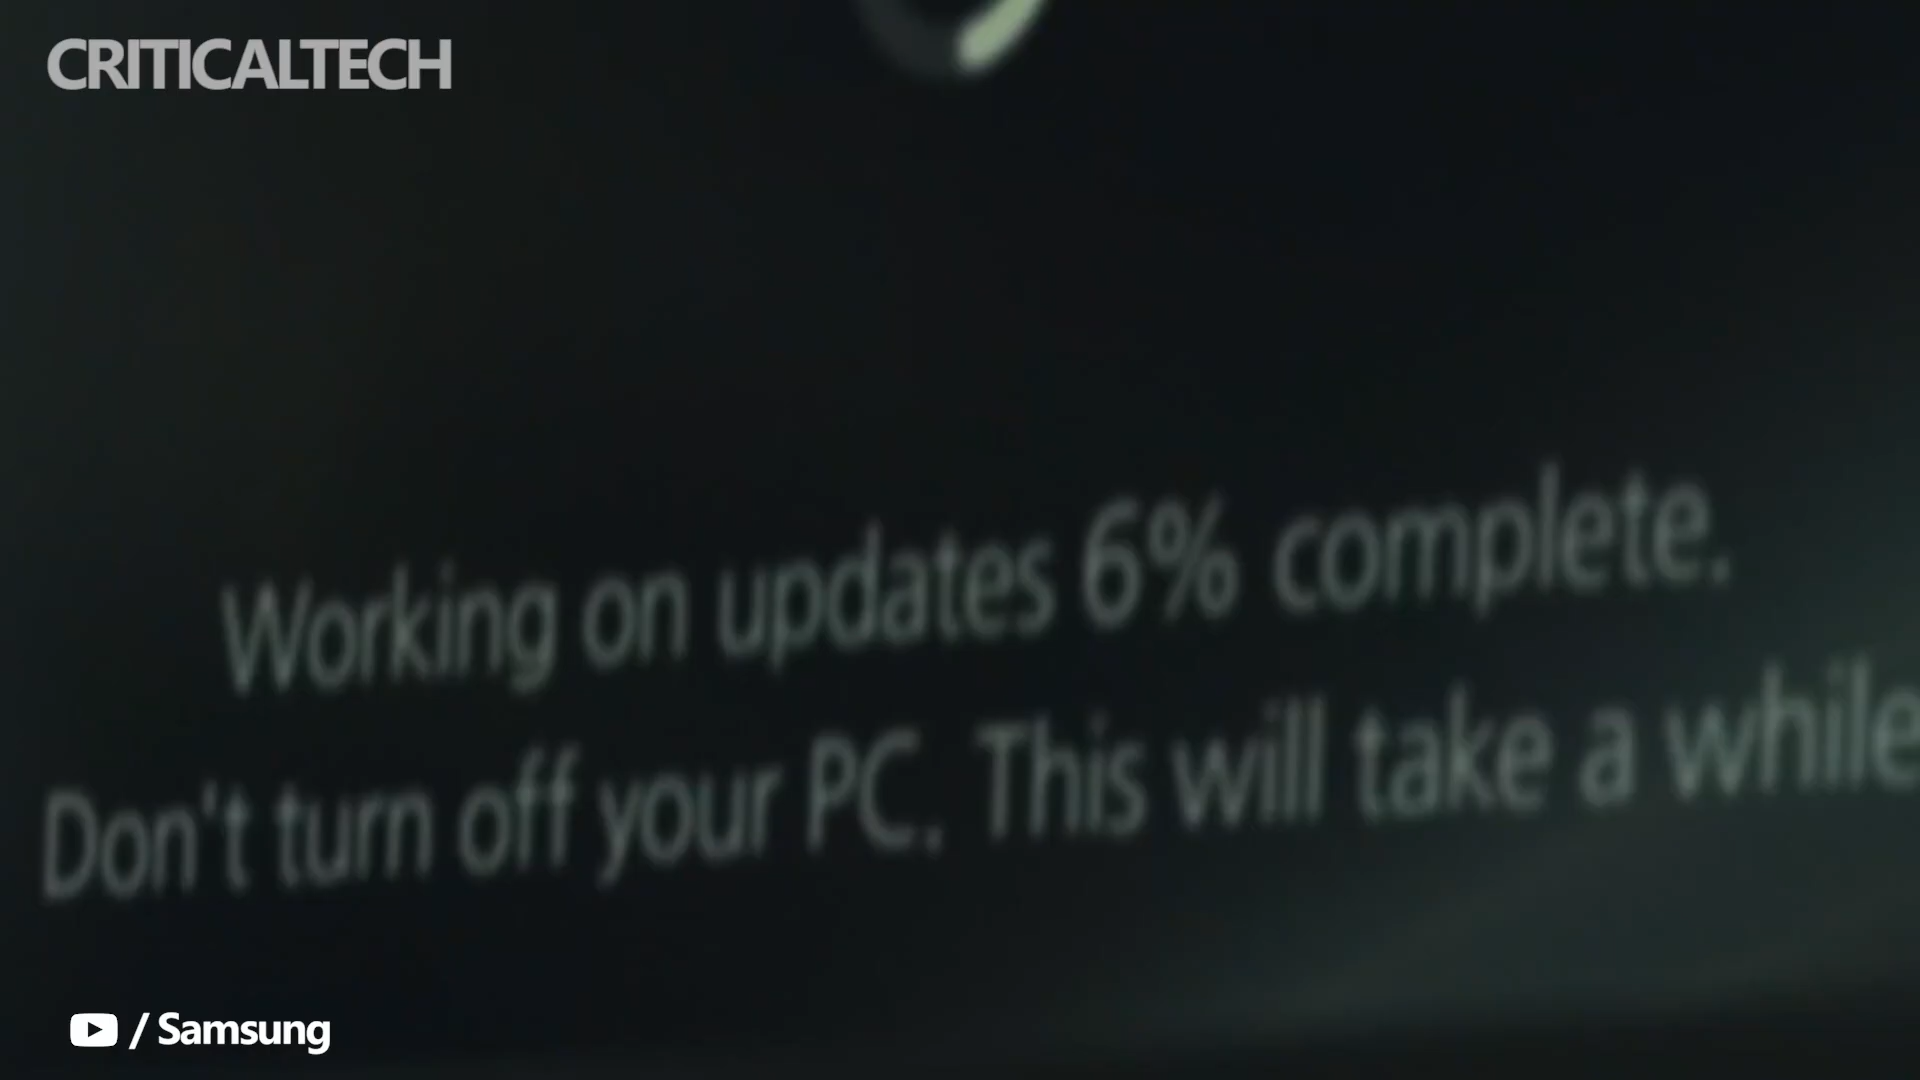 CRITICALTECH
Working on updates 6% complete.
Don't turn off your PC. This will take a while
/ Samsung